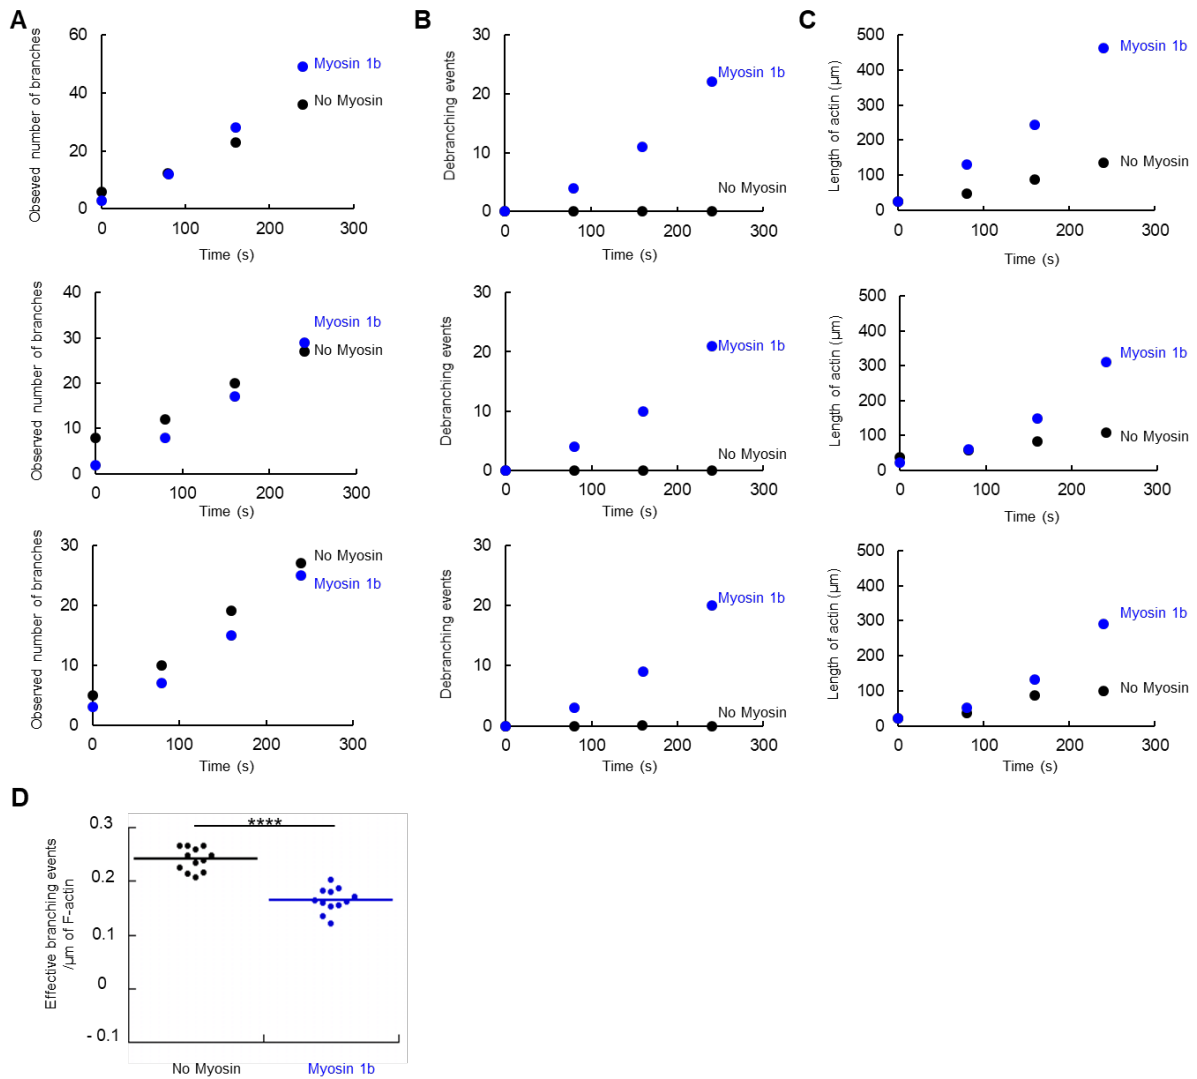 A
B
C
60
40
20
0
0
100
200
300
Obseved number of branches
Time (s)
Myosin 1b
No Myosin
30
20
10
0
0
100
200
300
Debranching events
Time (s)
Myosin 1b
No Myosin
500
400
300
200
100
0
0
100
200
300
Length of actin (µm)
Time (s)
Myosin 1b
No Myosin
40
30
20
10
0
0
100
200
300
Observed number of branches
Time (s)
Myosin 1b
No Myosin
30
20
10
0
0
100
200
300
Debranching events
Time (s)
Myosin 1b
No Myosin
500
400
300
200
100
0
0
100
200
300
Length of actin (µm)
Time (s)
Myosin 1b
No Myosin
30
20
10
0
0
100
200
300
Observed number of branches
Time (s)
No Myosin
Myosin 1b
30
20
10
0
0
100
200
300
Debranching events
Time (s)
Myosin 1b
No Myosin
500
400
300
200
100
0
0
100
200
300
Length of actin (µm)
Time (s)
Myosin 1b
No Myosin
D
0.3
0.2
0.1
0
- 0.1
Effective branching events
/µm of F-actin
****
No Myosin
Myosin 1b